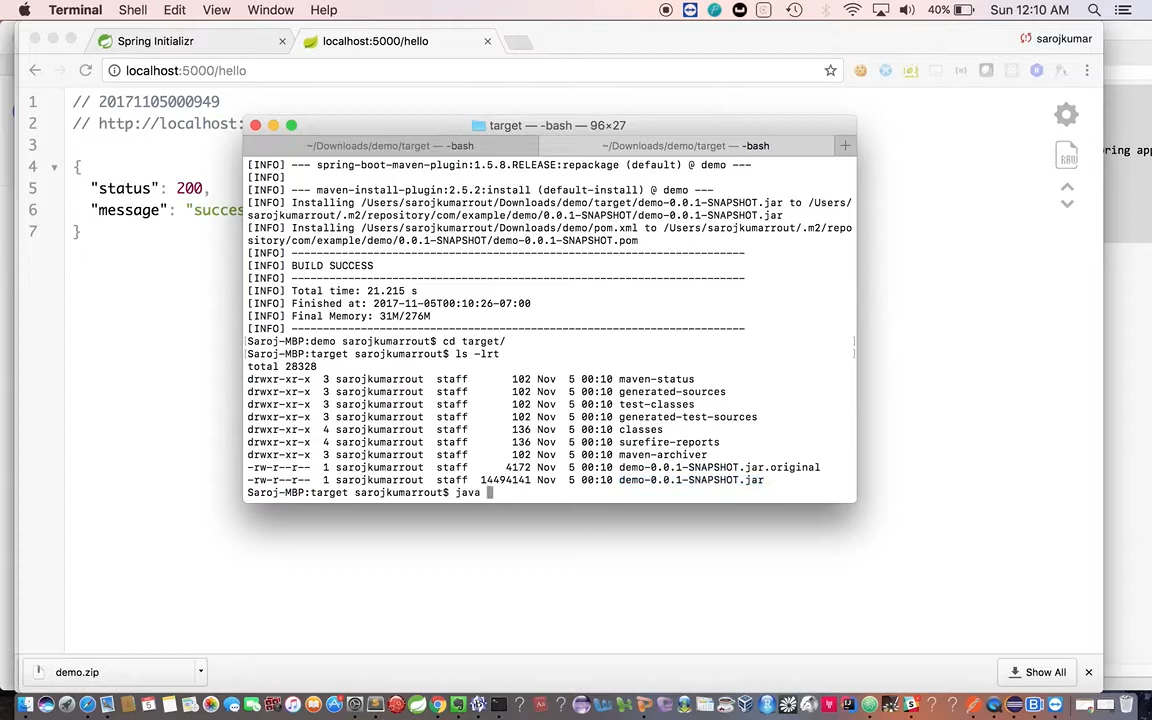 Terminal Shell Edit View Window Help 40% Sun 12:10 AM
Spring Initializr localhost:5000/hello sarojkumar
localhost:5000/hello
1 // 20171105000949
2 // http://localhost:
3
4 {
5 "status": 200,
6 "message": "succes
7 }
RAW
ring app
target — -bash — 96×27
~/Downloads/demo/target — -bash ~/Downloads/demo/target — -bash
[INFO] --- spring-boot-maven-plugin:1.5.8.RELEASE:repackage (default) @ demo ---
[INFO]
[INFO] --- maven-install-plugin:2.5.2:install (default-install) @ demo ---
[INFO] Installing /Users/sarojkumarrout/Downloads/demo/target/demo-0.0.1-SNAPSHOT.jar to /Users/
sarojkumarrout/.m2/repository/com/example/demo/0.0.1-SNAPSHOT/demo-0.0.1-SNAPSHOT.jar
[INFO] Installing /Users/sarojkumarrout/Downloads/demo/pom.xml to /Users/sarojkumarrout/.m2/repo
sitory/com/example/demo/0.0.1-SNAPSHOT/demo-0.0.1-SNAPSHOT.pom
[INFO] ------------------------------------------------------------------------
[INFO] BUILD SUCCESS
[INFO] ------------------------------------------------------------------------
[INFO] Total time: 21.215 s
[INFO] Finished at: 2017-11-05T00:10:26-07:00
[INFO] Final Memory: 31M/276M
[INFO] ------------------------------------------------------------------------
Saroj-MBP:demo sarojkumarrout$ cd target/
Saroj-MBP:target sarojkumarrout$ ls -lrt
total 28328
drwxr-xr-x 3 sarojkumarrout staff 102 Nov 5 00:10 maven-status
drwxr-xr-x 3 sarojkumarrout staff 102 Nov 5 00:10 generated-sources
drwxr-xr-x 3 sarojkumarrout staff 102 Nov 5 00:10 test-classes
drwxr-xr-x 3 sarojkumarrout staff 102 Nov 5 00:10 generated-test-sources
drwxr-xr-x 4 sarojkumarrout staff 136 Nov 5 00:10 classes
drwxr-xr-x 4 sarojkumarrout staff 136 Nov 5 00:10 surefire-reports
drwxr-xr-x 3 sarojkumarrout staff 102 Nov 5 00:10 maven-archiver
-rw-r--r-- 1 sarojkumarrout staff 4172 Nov 5 00:10 demo-0.0.1-SNAPSHOT.jar.original
-rw-r--r-- 1 sarojkumarrout staff 14494141 Nov 5 00:10 demo-0.0.1-SNAPSHOT.jar
Saroj-MBP:target sarojkumarrout$ java
demo.zip Show All